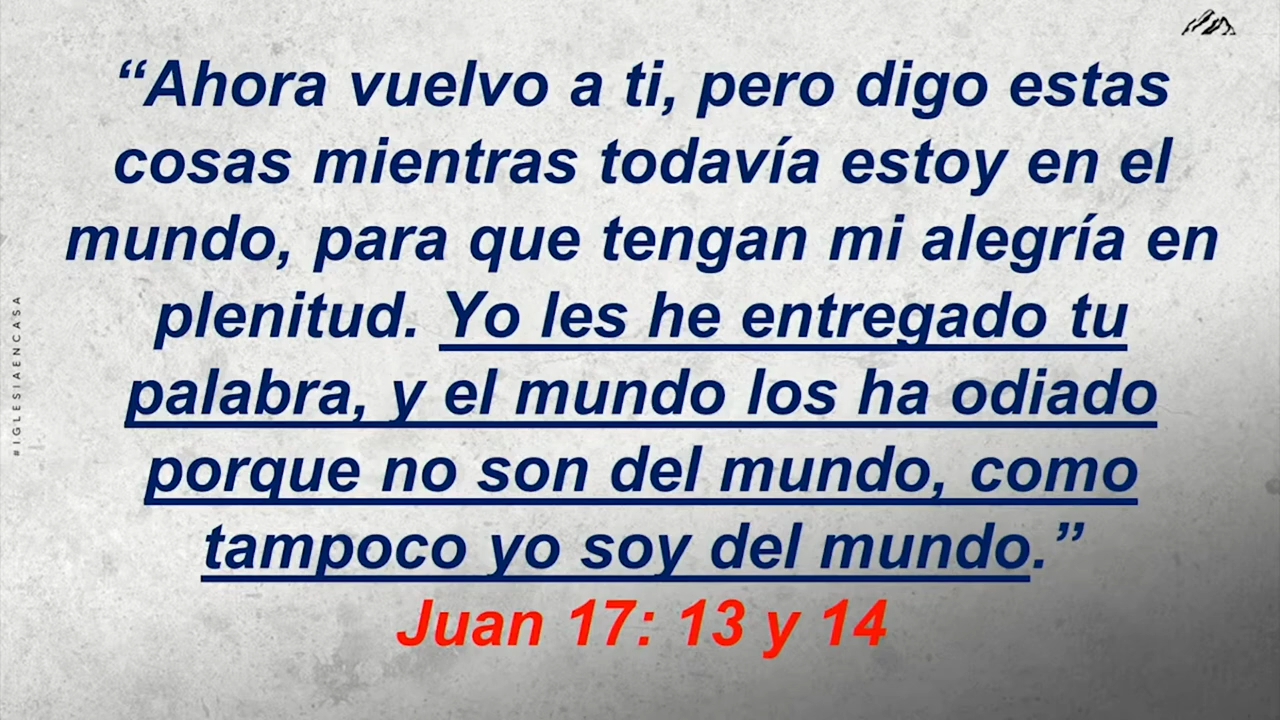 “Ahora vuelvo a ti, pero digo estas
cosas mientras todavía estoy en el
mundo, para que tengan mi alegría en
plenitud. Yo les he entregado tu
palabra, y el mundo los ha odiado
porque no son del mundo, como
tampoco yo soy del mundo.”
Juan 17: 13 y 14
#IGLESIAENCASA